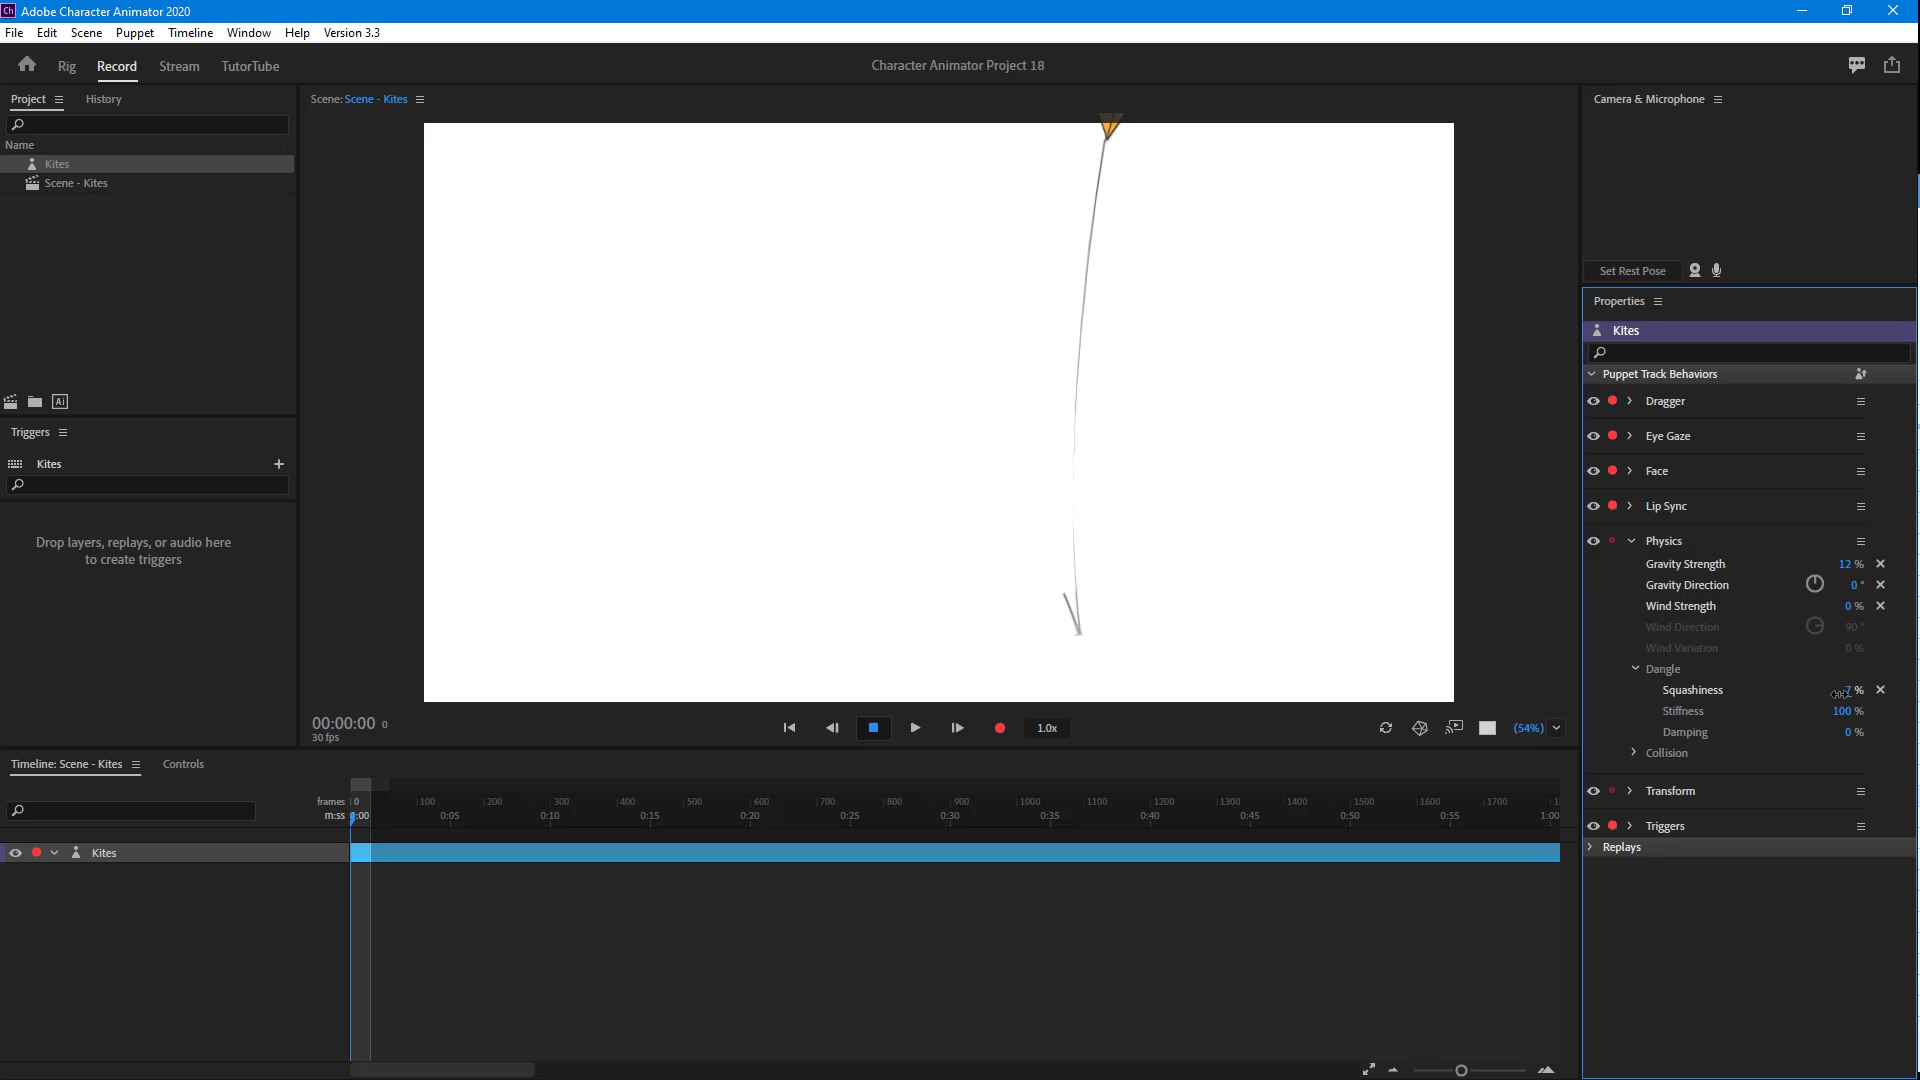 Ch Adobe Character Animator 2020
File Edit Scene Puppet Timeline Window Help Version 3.3
Rig Record Stream TutorTube
Character Animator Project 18
Project History
Name
Kites
Scene - Kites
Ai
Triggers
Kites
Drop layers, replays, or audio here
to create triggers
Scene: Scene - Kites
00:00:00 0
30 fps
1.0x
(54%)
Camera & Microphone
Set Rest Pose
Properties
Kites
Puppet Track Behaviors
Dragger
Eye Gaze
Face
Lip Sync
Physics
Gravity Strength 12 %
Gravity Direction 0 °
Wind Strength 0 %
Wind Direction 90 °
Wind Variation 0 %
Dangle
Squashiness 7 %
Stiffness 100 %
Damping 0 %
Collision
Transform
Triggers
Replays
Timeline: Scene - Kites Controls
frames 0 100 200 300 400 500 600 700 800 900 1000 1100 1200 1300 1400 1500 1600 1700
m:ss 0:00 0:05 0:10 0:15 0:20 0:25 0:30 0:35 0:40 0:45 0:50 0:55 1:00
Kites